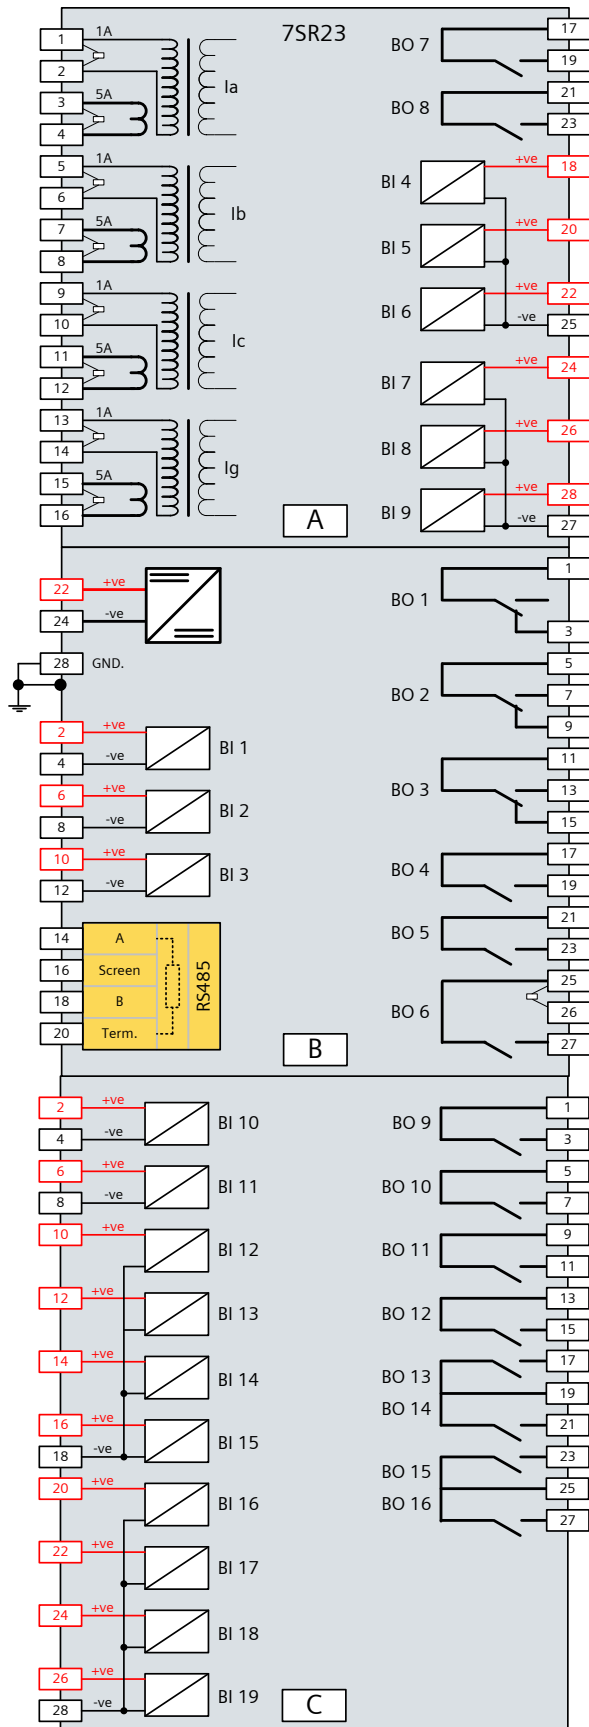 7SR23
1 1A
2
3 5A
4
Ia
5 1A
6
7 5A
8
Ib
9 1A
10
11 5A
12
Ic
13 1A
14
15 5A
16
Ig
BO 7 17
19
BO 8 21
23
BI 4 +ve 18
BI 5 +ve 20
BI 6 +ve 22
-ve 25
BI 7 +ve 24
BI 8 +ve 26
BI 9 +ve 28
-ve 27
A
22 +ve
24 -ve
28 GND.
2 +ve
4 -ve
BI 1
6 +ve
8 -ve
BI 2
10 +ve
12 -ve
BI 3
14 A
16 Screen
18 B
20 Term.
RS485
BO 1 1
3
BO 2 5
7
9
BO 3 11
13
15
BO 4 17
19
BO 5 21
23
BO 6 25
26
27
B
2 +ve
4 -ve
BI 10
6 +ve
8 -ve
BI 11
10 +ve
BI 12
12 +ve
BI 13
14 +ve
BI 14
16 +ve
18 -ve
BI 15
20 +ve
BI 16
22 +ve
BI 17
24 +ve
BI 18
26 +ve
28 -ve
BI 19
BO 9 1
3
BO 10 5
7
BO 11 9
11
BO 12 13
15
BO 13 17
19
BO 14 21
BO 15 23
25
BO 16 27
C